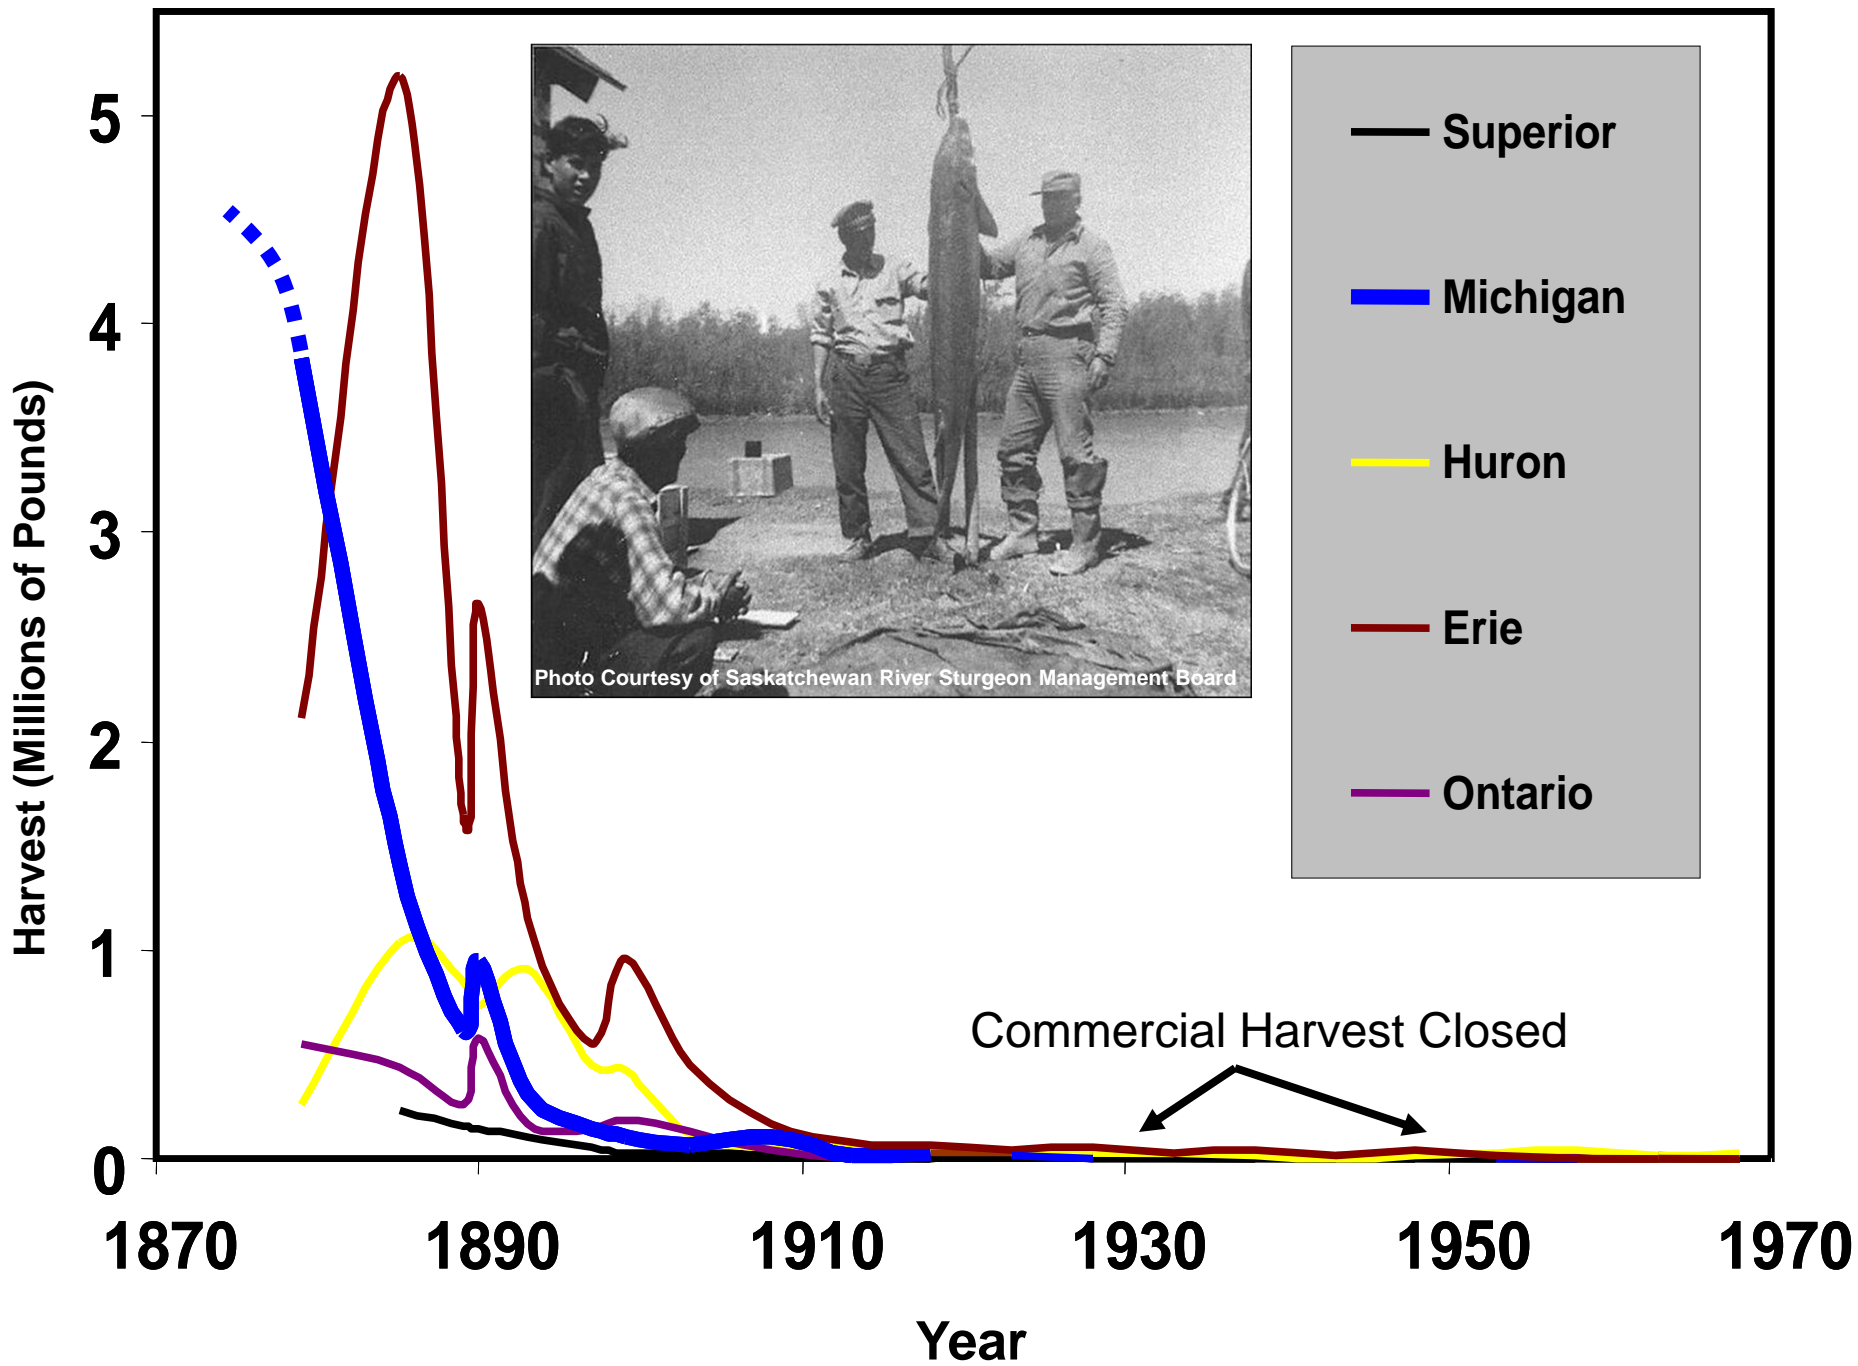 5
4
3
2
1
0
Harvest (Millions of Pounds)
Photo Courtesy of Saskatchewan River Sturgeon Management Board
Superior
Michigan
Huron
Erie
Ontario
Commercial Harvest Closed
1870 1890 1910 1930 1950 1970
Year